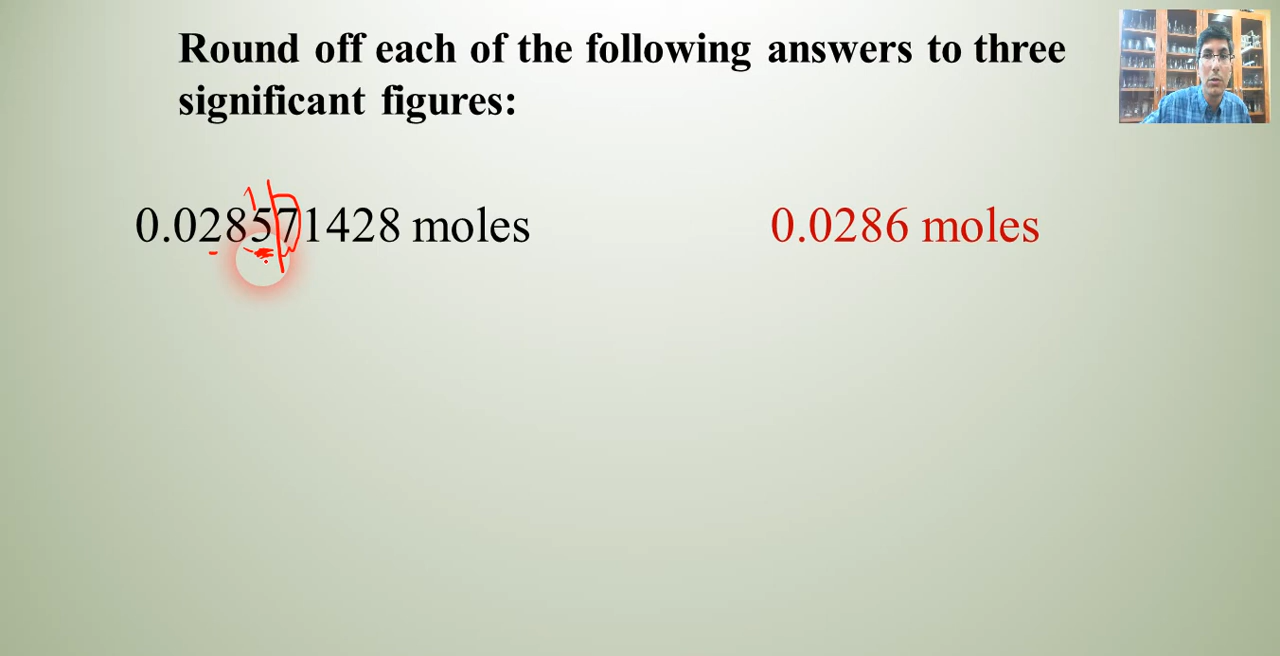 Round off each of the following answers to three
significant figures:
0.028571428 moles
0.0286 moles